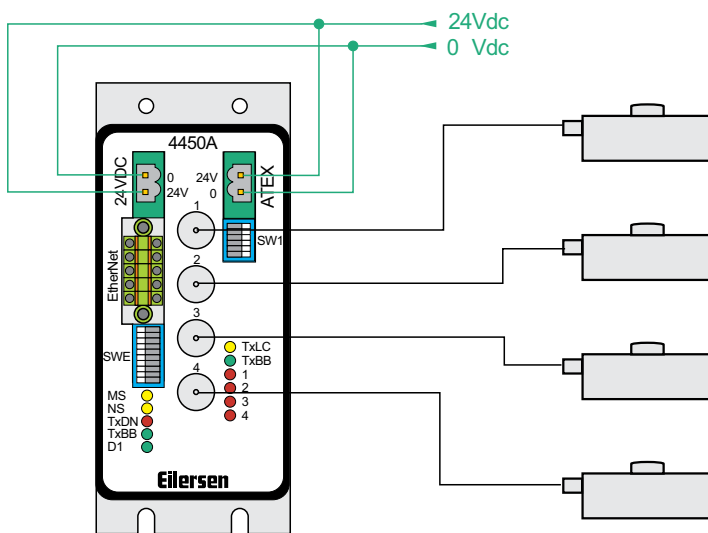 24Vdc
0 Vdc
4450A
24VDC
0
24V
24V
0
ATEX
1
SW1
EtherNet
2
3
SWE
TxLC
TxBB
1
2
3
4
4
MS
NS
TxDN
TxBB
D1
Eilersen